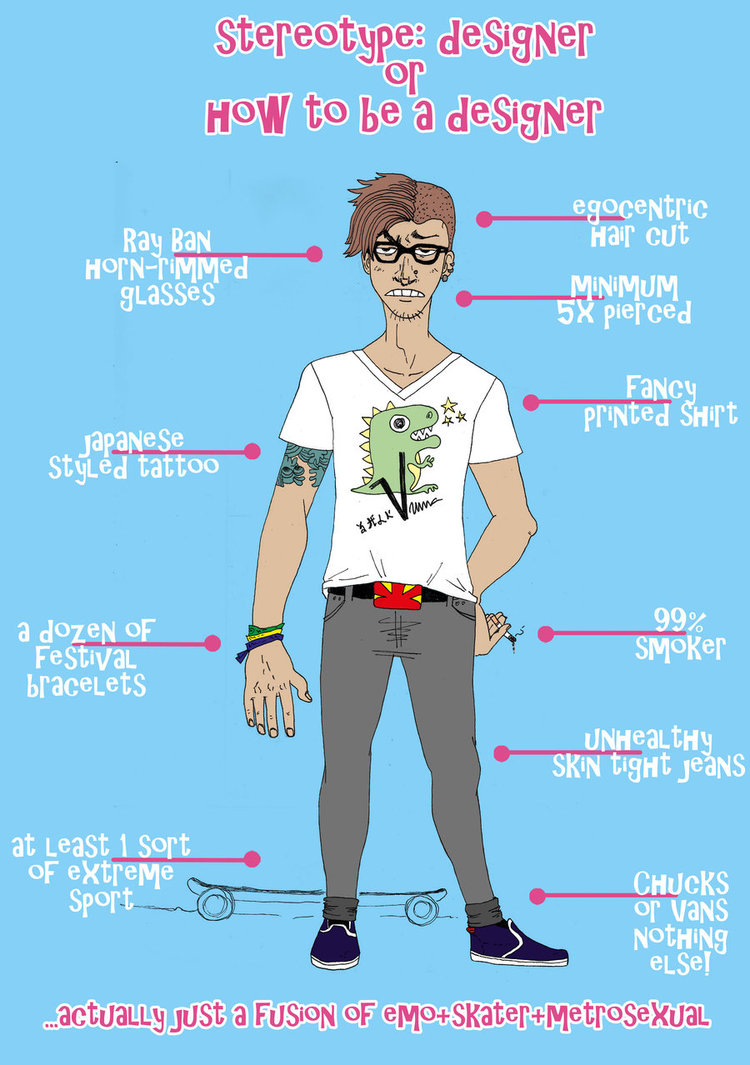 Stereotype: designer
or
How to be a designer
egocentric
Hair cut
Ray Ban
Horn-rimmed
glasses
Minimum
5x pierced
Fancy
printed shirt
Japanese
styled tattoo
99%
smoker
a dozen of
Festival
bracelets
unhealthy
skin tight jeans
at least 1 sort
of extreme
sport
Chucks
or vans
nothing
else!
...actually just a fusion of emo+skater+metrosexual